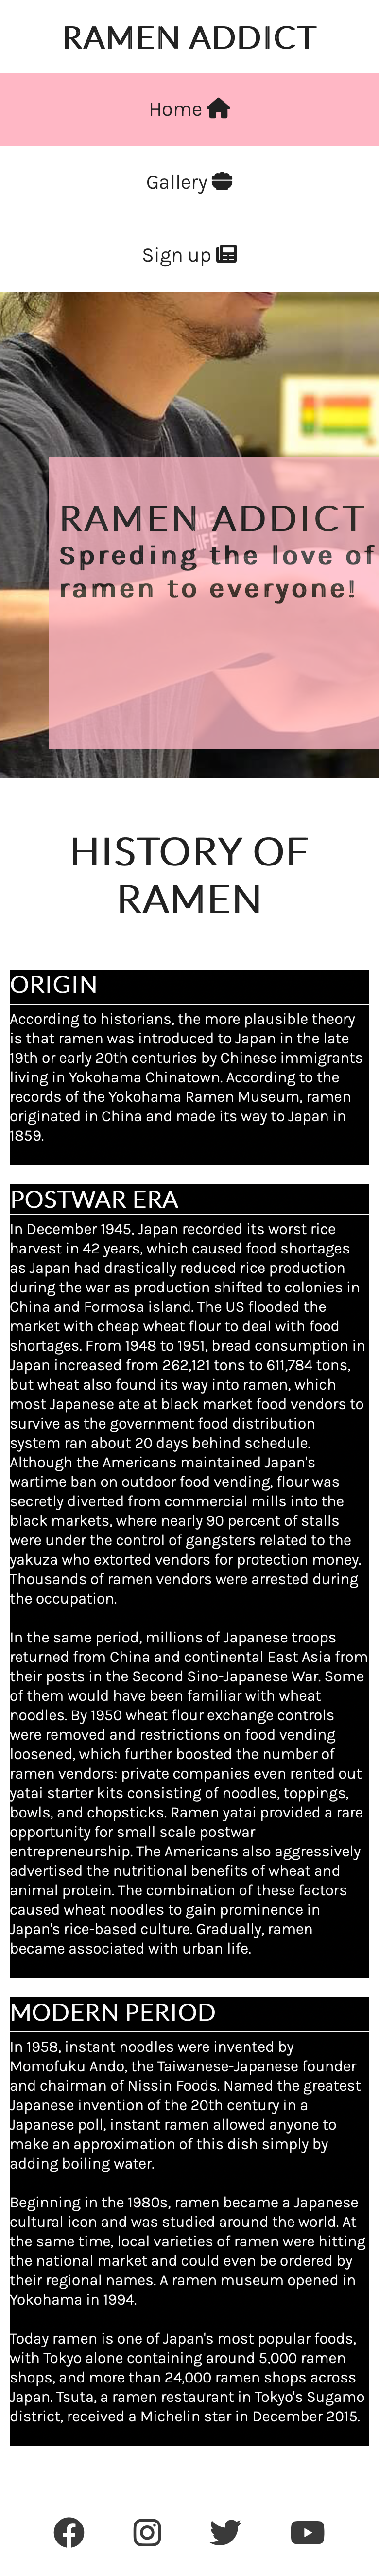 RAMEN ADDICT
Home
Gallery
Sign up
RAMEN ADDICT
Spreding the love of
ramen to everyone!
HISTORY OF
RAMEN
ORIGIN
According to historians, the more plausible theory
is that ramen was introduced to Japan in the late
19th or early 20th centuries by Chinese immigrants
living in Yokohama Chinatown. According to the
records of the Yokohama Ramen Museum, ramen
originated in China and made its way to Japan in
1859.
POSTWAR ERA
In December 1945, Japan recorded its worst rice
harvest in 42 years, which caused food shortages
as Japan had drastically reduced rice production
during the war as production shifted to colonies in
China and Formosa island. The US flooded the
market with cheap wheat flour to deal with food
shortages. From 1948 to 1951, bread consumption in
Japan increased from 262,121 tons to 611,784 tons,
but wheat also found its way into ramen, which
most Japanese ate at black market food vendors to
survive as the government food distribution
system ran about 20 days behind schedule.
Although the Americans maintained Japan's
wartime ban on outdoor food vending, flour was
secretly diverted from commercial mills into the
black markets, where nearly 90 percent of stalls
were under the control of gangsters related to the
yakuza who extorted vendors for protection money.
Thousands of ramen vendors were arrested during
the occupation.
In the same period, millions of Japanese troops
returned from China and continental East Asia from
their posts in the Second Sino-Japanese War. Some
of them would have been familiar with wheat
noodles. By 1950 wheat flour exchange controls
were removed and restrictions on food vending
loosened, which further boosted the number of
ramen vendors: private companies even rented out
yatai starter kits consisting of noodles, toppings,
bowls, and chopsticks. Ramen yatai provided a rare
opportunity for small scale postwar
entrepreneurship. The Americans also aggressively
advertised the nutritional benefits of wheat and
animal protein. The combination of these factors
caused wheat noodles to gain prominence in
Japan's rice-based culture. Gradually, ramen
became associated with urban life.
MODERN PERIOD
In 1958, instant noodles were invented by
Momofuku Ando, the Taiwanese-Japanese founder
and chairman of Nissin Foods. Named the greatest
Japanese invention of the 20th century in a
Japanese poll, instant ramen allowed anyone to
make an approximation of this dish simply by
adding boiling water.
Beginning in the 1980s, ramen became a Japanese
cultural icon and was studied around the world. At
the same time, local varieties of ramen were hitting
the national market and could even be ordered by
their regional names. A ramen museum opened in
Yokohama in 1994.
Today ramen is one of Japan's most popular foods,
with Tokyo alone containing around 5,000 ramen
shops, and more than 24,000 ramen shops across
Japan. Tsuta, a ramen restaurant in Tokyo's Sugamo
district, received a Michelin star in December 2015.